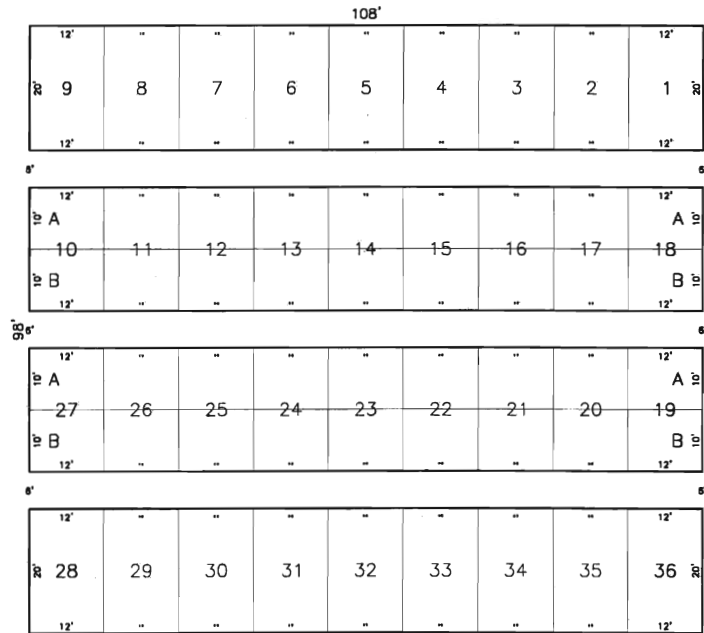 108'
12' " " " " " " " 12'
20' 9 8 7 6 5 4 3 2 1 20'
12' " " " " " " " 12'
6' 6
12' " " " " " " " 12'
10' A A 10'
10 11 12 13 14 15 16 17 18
10' B B 10'
12' " " " " " " " 12'
98'
6' 6
12' " " " " " " " 12'
10' A A 10'
27 26 25 24 23 22 21 20 19
10' B B 10'
12' " " " " " " " 12'
6' 6
12' " " " " " " " 12'
20' 28 29 30 31 32 33 34 35 36 20'
12' " " " " " " " 12'